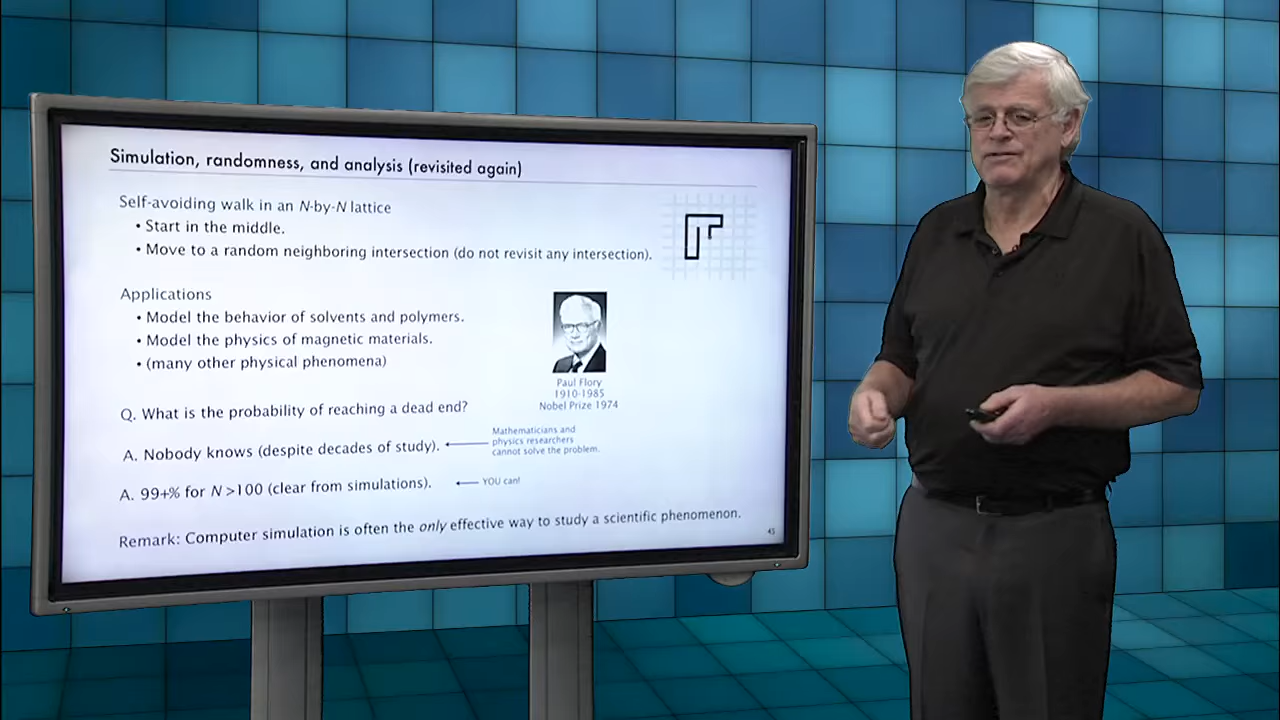 Simulation, randomness, and analysis (revisited again)
Self-avoiding walk in an N-by-N lattice
• Start in the middle.
• Move to a random neighboring intersection (do not revisit any intersection).
Applications
• Model the behavior of solvents and polymers.
• Model the physics of magnetic materials.
• (many other physical phenomena)
Paul Flory
1910-1985
Nobel Prize 1974
Q. What is the probability of reaching a dead end?
A. Nobody knows (despite decades of study).
Mathematicians and
physics researchers
cannot solve the problem.
A. 99+% for N >100 (clear from simulations).
YOU can!
Remark: Computer simulation is often the only effective way to study a scientific phenomenon.